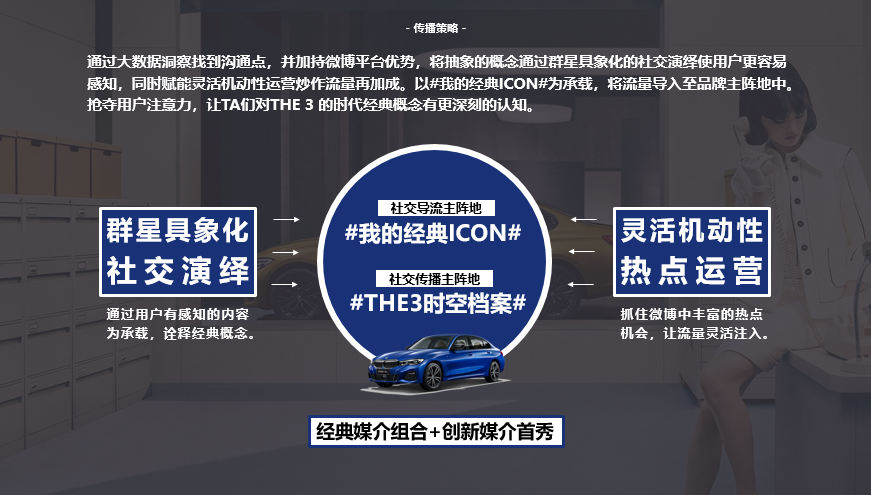 - 传播策略 -
通过大数据洞察找到沟通点，并加持微博平台优势，将抽象的概念通过群星具象化的社交演绎使用户更容易
感知，同时赋能灵活机动性运营炒作流量再加成。以#我的经典ICON#为承载，将流量导入至品牌主阵地中。
抢夺用户注意力，让TA们对THE 3 的时代经典概念有更深刻的认知。
群星具象化
社交演绎
通过用户有感知的内容
为承载，诠释经典概念。
社交导流主阵地
#我的经典ICON#
社交传播主阵地
#THE3时空档案#
灵活机动性
热点运营
抓住微博中丰富的热点
机会，让流量灵活注入。
经典媒介组合+创新媒介首秀